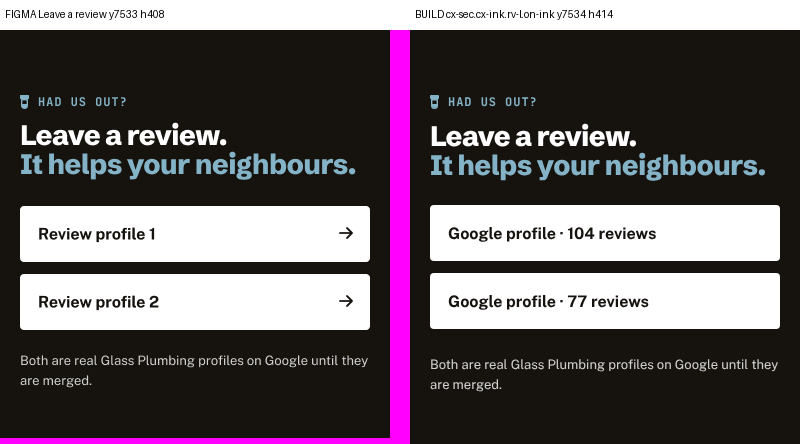 FIGMA Leave a review y7533 h408
HAD US OUT?
Leave a review.
It helps your neighbours.
Review profile 1
Review profile 2
Both are real Glass Plumbing profiles on Google until they
are merged.
BUILD cx-sec.cx-ink.rv-l.on-ink y7534 h414
HAD US OUT?
Leave a review.
It helps your neighbours.
Google profile · 104 reviews
Google profile · 77 reviews
Both are real Glass Plumbing profiles on Google until they
are merged.